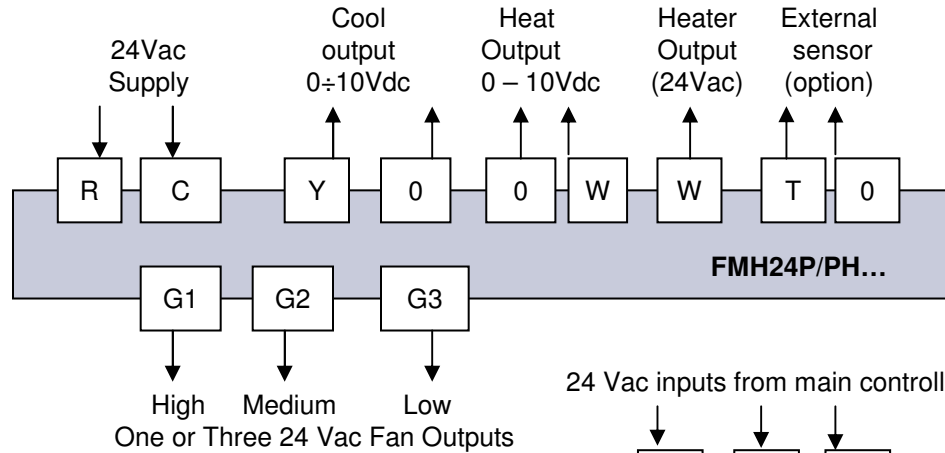 24Vac
Supply
Cool
output
0÷10Vdc
Heat
Output
0 – 10Vdc
Heater
Output
(24Vac)
External
sensor
(option)
R C Y 0 0 W W T 0
FMH24P/PH...
G1 G2 G3
High Medium Low
One or Three 24 Vac Fan Outputs
24 Vac inputs from main controll